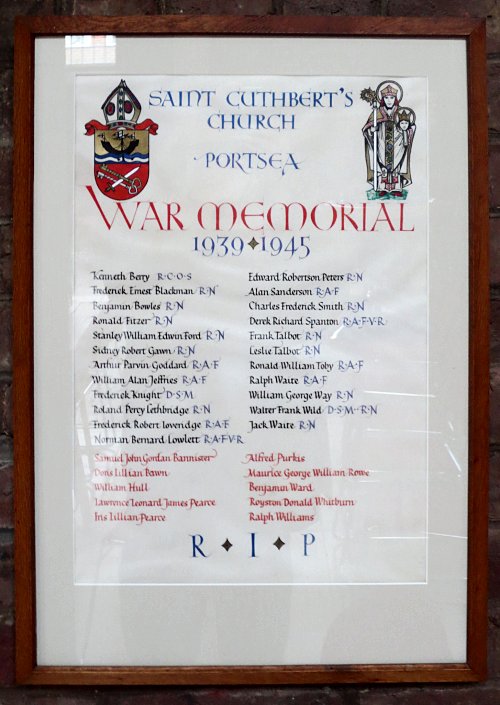 SAINT CUTHBERT'S
CHURCH
PORTSEA
WAR MEMORIAL
1939 1945
Kenneth Berry R·C·O·S
Frederick Ernest Blackman R·N
Benjamin Bowles R·N
Ronald Fitzer R·N
Stanley William Edwin Ford R·N
Sidney Robert Gawn R·N
Arthur Parvin Goddard R·A·F
William Alan Jeffries R·A·F
Frederick Knight D·S·M
Roland Percy Lethbridge R·N
Frederick Robert Loveridge R·A·F
Norman Bernard Lowlett R·A·F·V·R
Edward Robertson Peters R·N
Alan Sanderson R·A·F
Charles Frederick Smith R·N
Derek Richard Spanton R·A·F·V·R
Frank Talbot R·N
Leslie Talbot R·N
Ronald William Toby R·A·F
Ralph Waite R·A·F
William George Way R·N
Walter Frank Wild D·S·M·R·N
Jack Waite R·N
Samuel John Gordan Bannister
Doris Lillian Bawn
William Hull
Lawrence Leonard James Pearce
Iris Lillian Pearce
Alfred Purkis
Maurice George William Rowe
Benjamin Ward
Royston Donald Whitburn
Ralph Williams
R I P